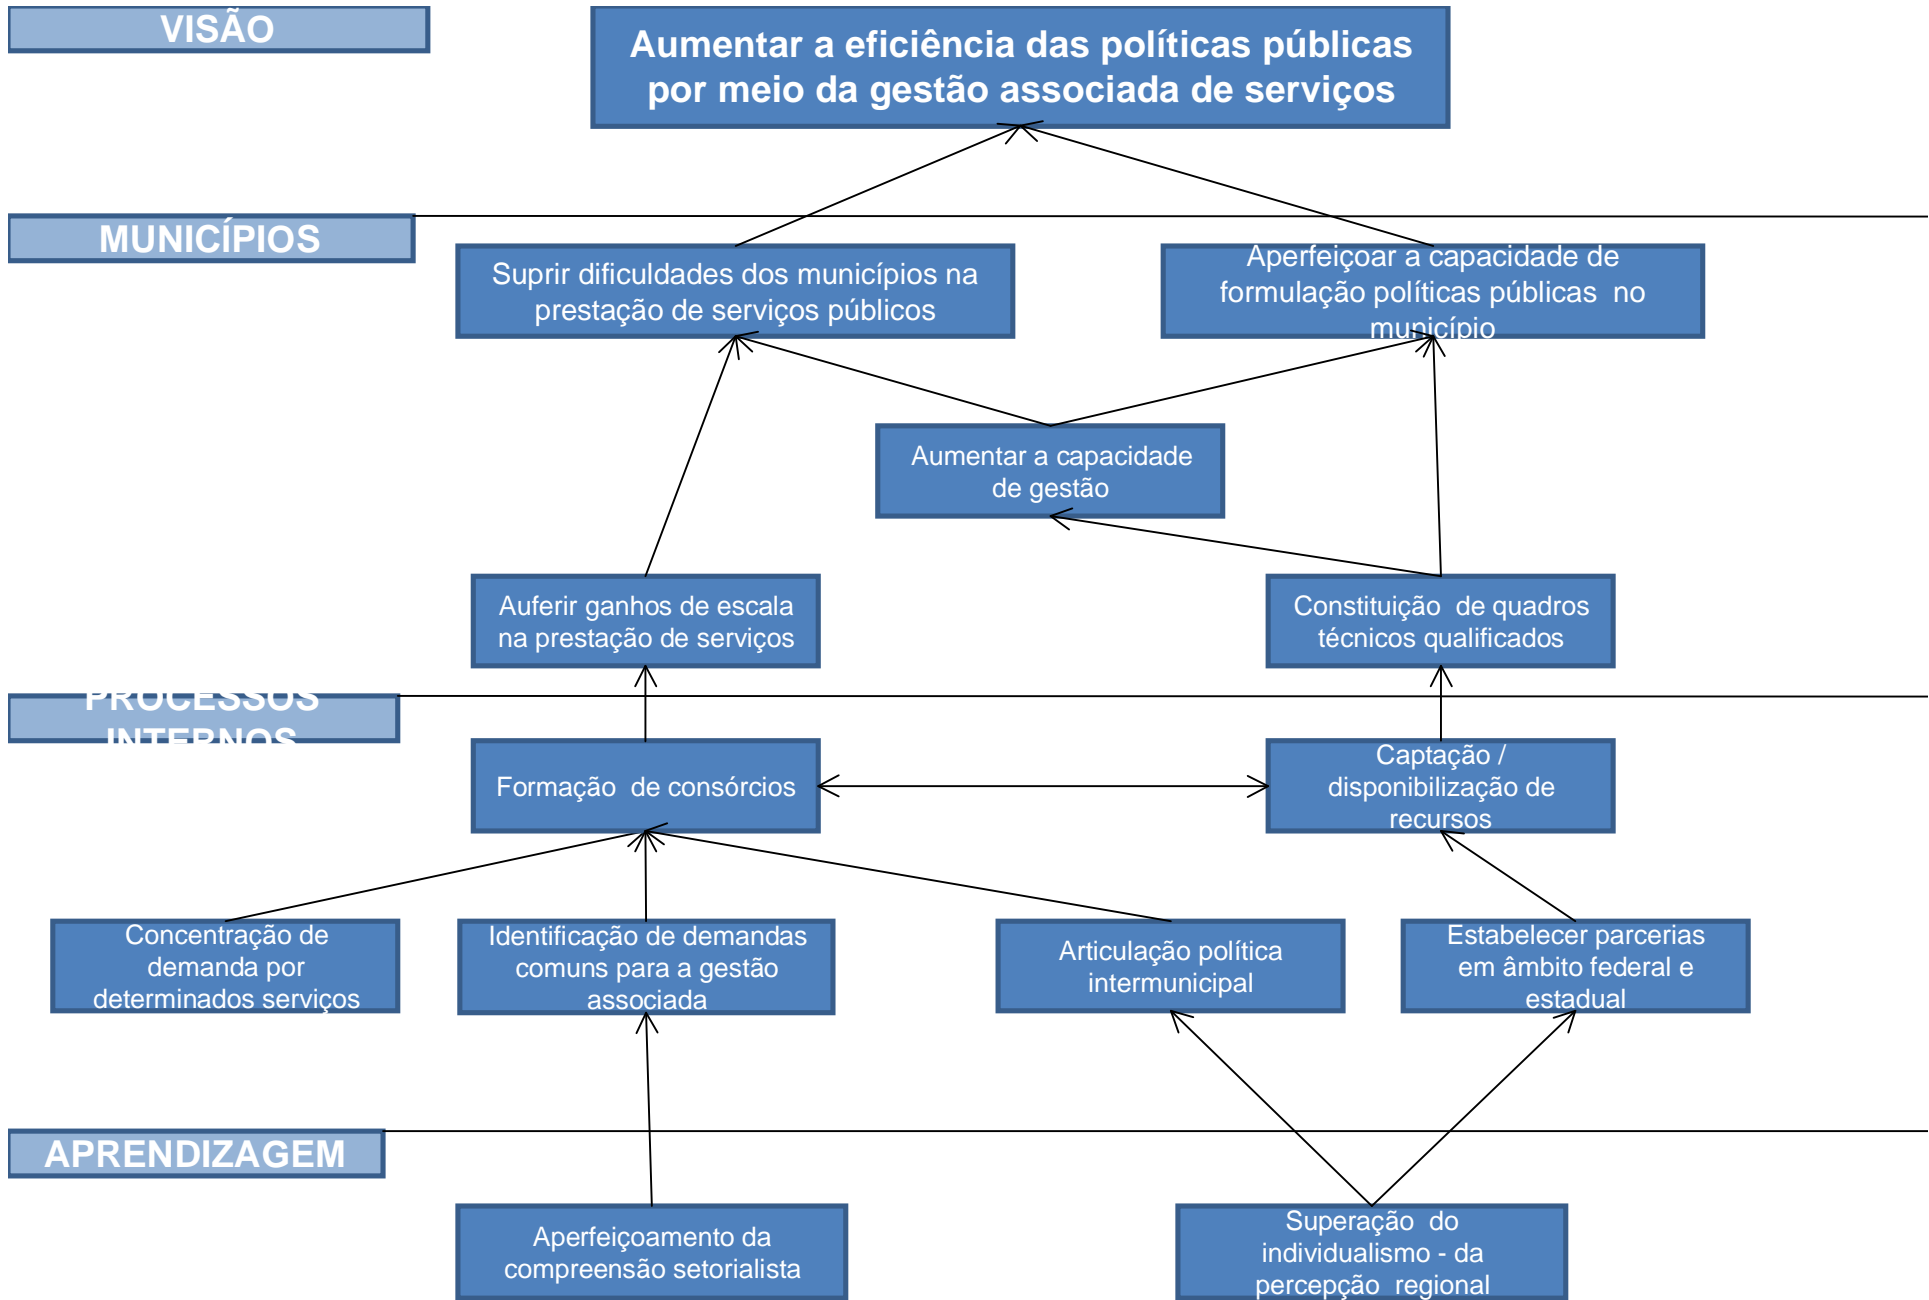 VISÃO
Aumentar a eficiência das políticas públicas
por meio da gestão associada de serviços
MUNICÍPIOS
Suprir dificuldades dos municípios na
prestação de serviços públicos
Aperfeiçoar a capacidade de
formulação políticas públicas no
município
Aumentar a capacidade
de gestão
Auferir ganhos de escala
na prestação de serviços
Constituição de quadros
técnicos qualificados
PROCESSOS
INTERNOS
Formação de consórcios
Captação /
disponibilização de
recursos
Concentração de
demanda por
determinados serviços
Identificação de demandas
comuns para a gestão
associada
Articulação política
intermunicipal
Estabelecer parcerias
em âmbito federal e
estadual
APRENDIZAGEM
Aperfeiçoamento da
compreensão setorialista
Superação do
individualismo - da
percepção regional